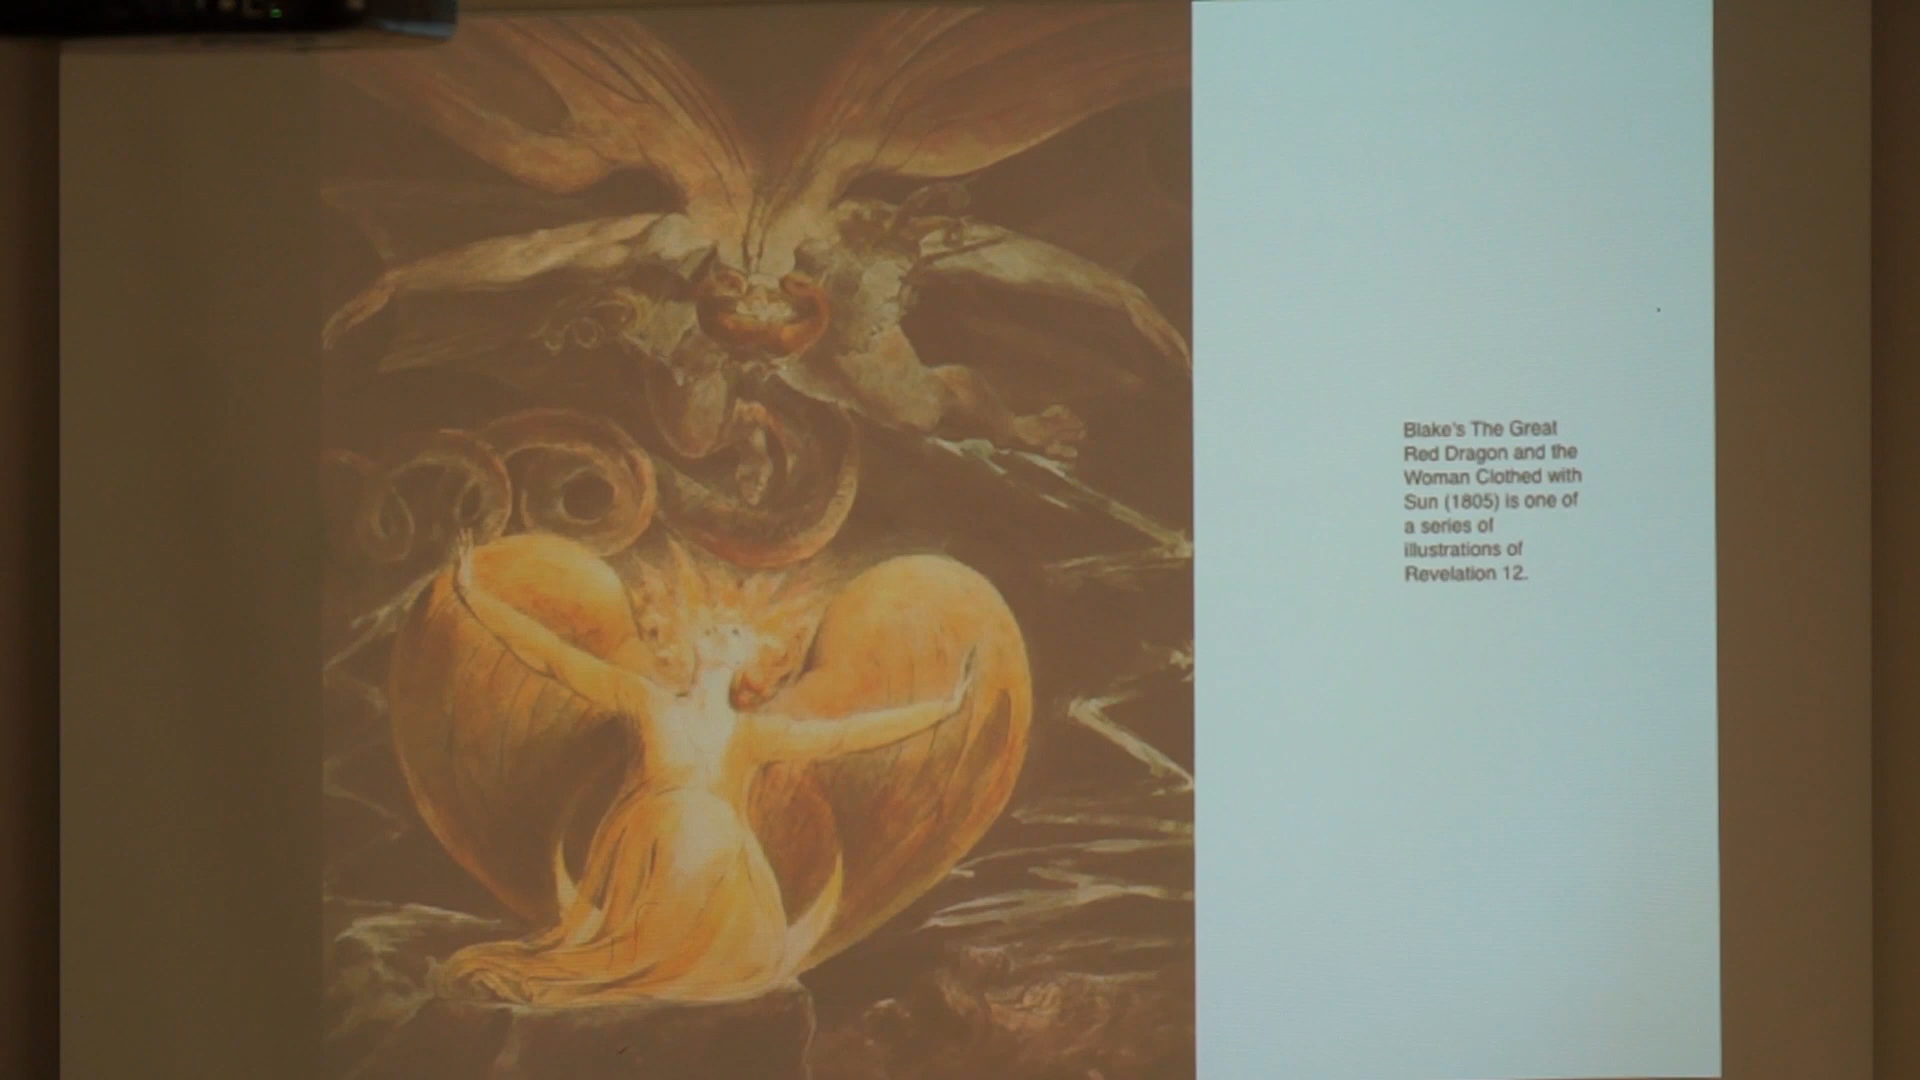 Blake's The Great
Red Dragon and the
Woman Clothed with
Sun (1805) is one of
a series of
illustrations of
Revelation 12.